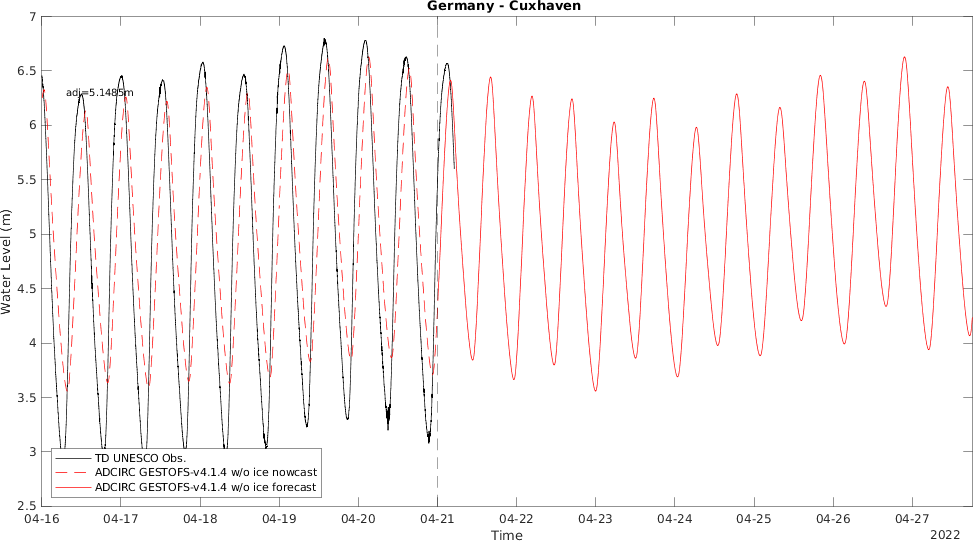 Germany - Cuxhaven
7
6.5
adj=5.1485m
6
5.5
5
4.5
4
3.5
3
2.5
Water Level (m)
TD UNESCO Obs.
ADCIRC GESTOFS-v4.1.4 w/o ice nowcast
ADCIRC GESTOFS-v4.1.4 w/o ice forecast
04-16 04-17 04-18 04-19 04-20 04-21 04-22 04-23 04-24 04-25 04-26 04-27
Time
2022